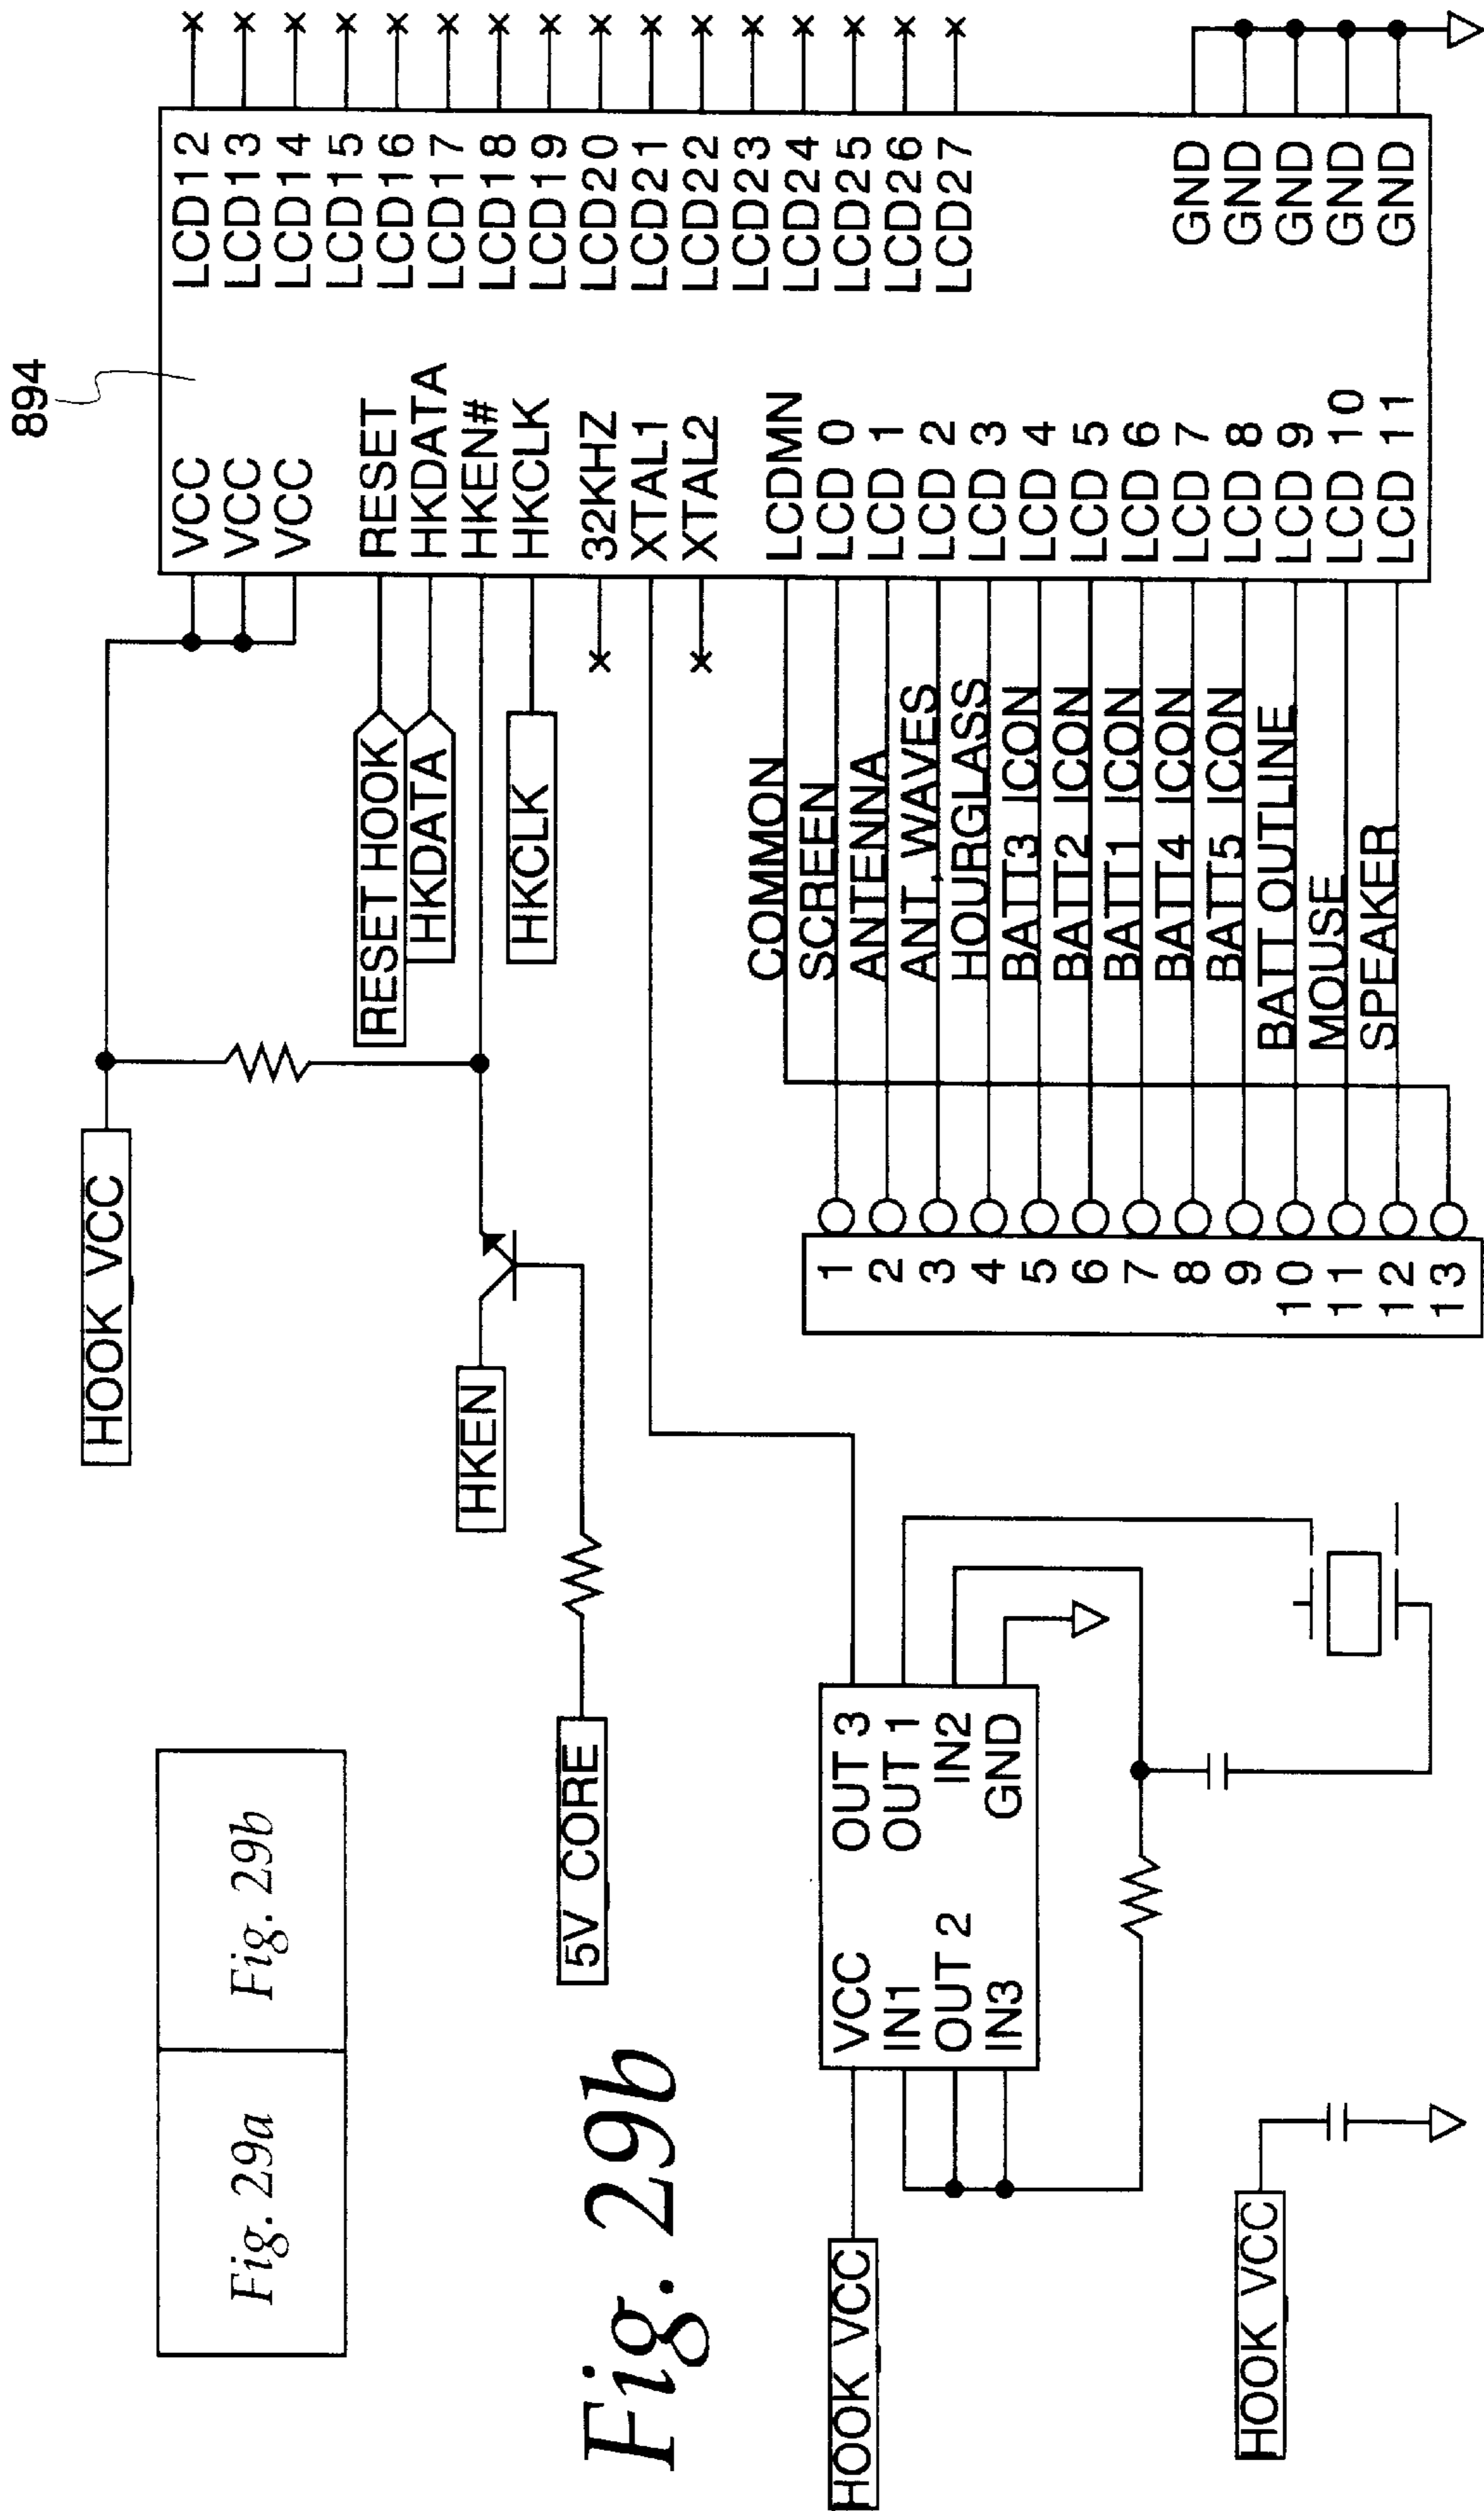 Fig. 29a
Fig. 29b
Fig. 29b
HOOK VCC
HKEN
5V CORE
RESET HOOK
HKDATA
HKCLK
894
VCC
VCC
VCC
RESET
HKDATA
HKEN#
HKCLK
32KHZ
XTAL1
XTAL2
LCDMN
LCD 0
LCD 1
LCD 2
LCD 3
LCD 4
LCD 5
LCD 6
LCD 7
LCD 8
LCD 9
LCD 10
LCD 11
LCD12
LCD13
LCD14
LCD15
LCD16
LCD17
LCD18
LCD19
LCD20
LCD21
LCD22
LCD23
LCD24
LCD25
LCD26
LCD27
GND
GND
GND
GND
GND
COMMON
SCREEN
ANTENNA
ANT. WAVES
HOURGLASS
BATT3 ICON
BATT2 ICON
BATT1 ICON
BATT4 ICON
BATT5 ICON
BATT OUTLINE
MOUSE
SPEAKER
1
2
3
4
5
6
7
8
9
10
11
12
13
HOOK VCC
VCC
IN1
OUT 2
IN3
OUT 3
OUT 1
IN2
GND
HOOK VCC